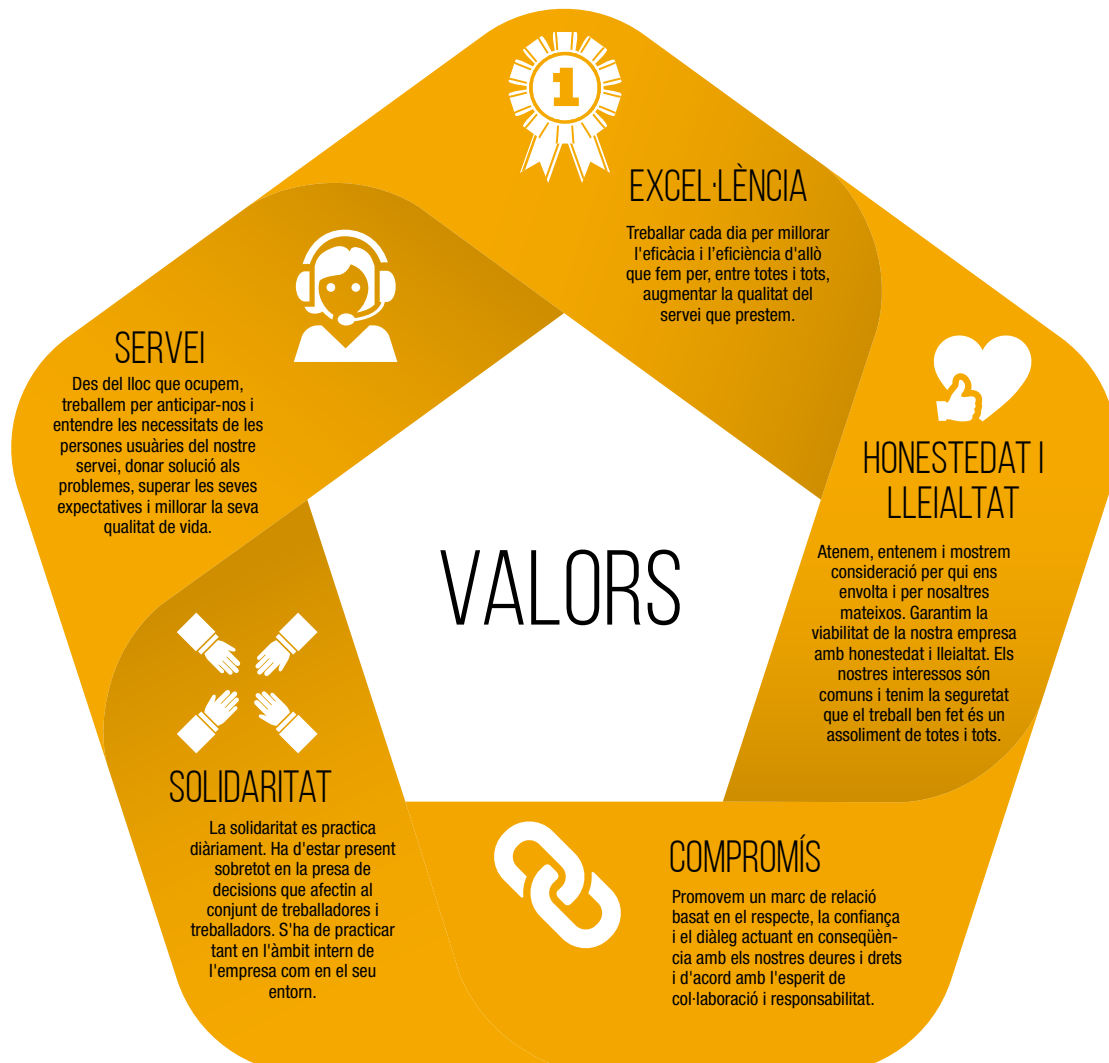 1
EXCEL·LÈNCIA
Treballar cada dia per millorar
l'eficàcia i l'eficiència d'allò
que fem per, entre totes i tots,
augmentar la qualitat del
servei que prestem.
SERVEI
Des del lloc que ocupem,
treballem per anticipar-nos i
entendre les necessitats de les
persones usuàries del nostre
servei, donar solució als
problemes, superar les seves
expectatives i millorar la seva
qualitat de vida.
HONESTEDAT I
LLEIALTAT
Atenem, entenem i mostrem
consideració per qui ens
envolta i per nosaltres
mateixos. Garantim la
viabilitat de la nostra empresa
amb honestedat i lleialtat. Els
nostres interessos són
comuns i tenim la seguretat
que el treball ben fet és un
assoliment de totes i tots.
VALORS
SOLIDARITAT
La solidaritat es practica
diàriament. Ha d'estar present
sobretot en la presa de
decisions que afectin al
conjunt de treballadores i
treballadors. S'ha de practicar
tant en l'àmbit intern de
l'empresa com en el seu
entorn.
COMPROMÍS
Promovem un marc de relació
basat en el respecte, la confiança
i el diàleg actuant en conseqüèn-
cia amb els nostres deures i drets
i d'acord amb l'esperit de
col·laboració i responsabilitat.